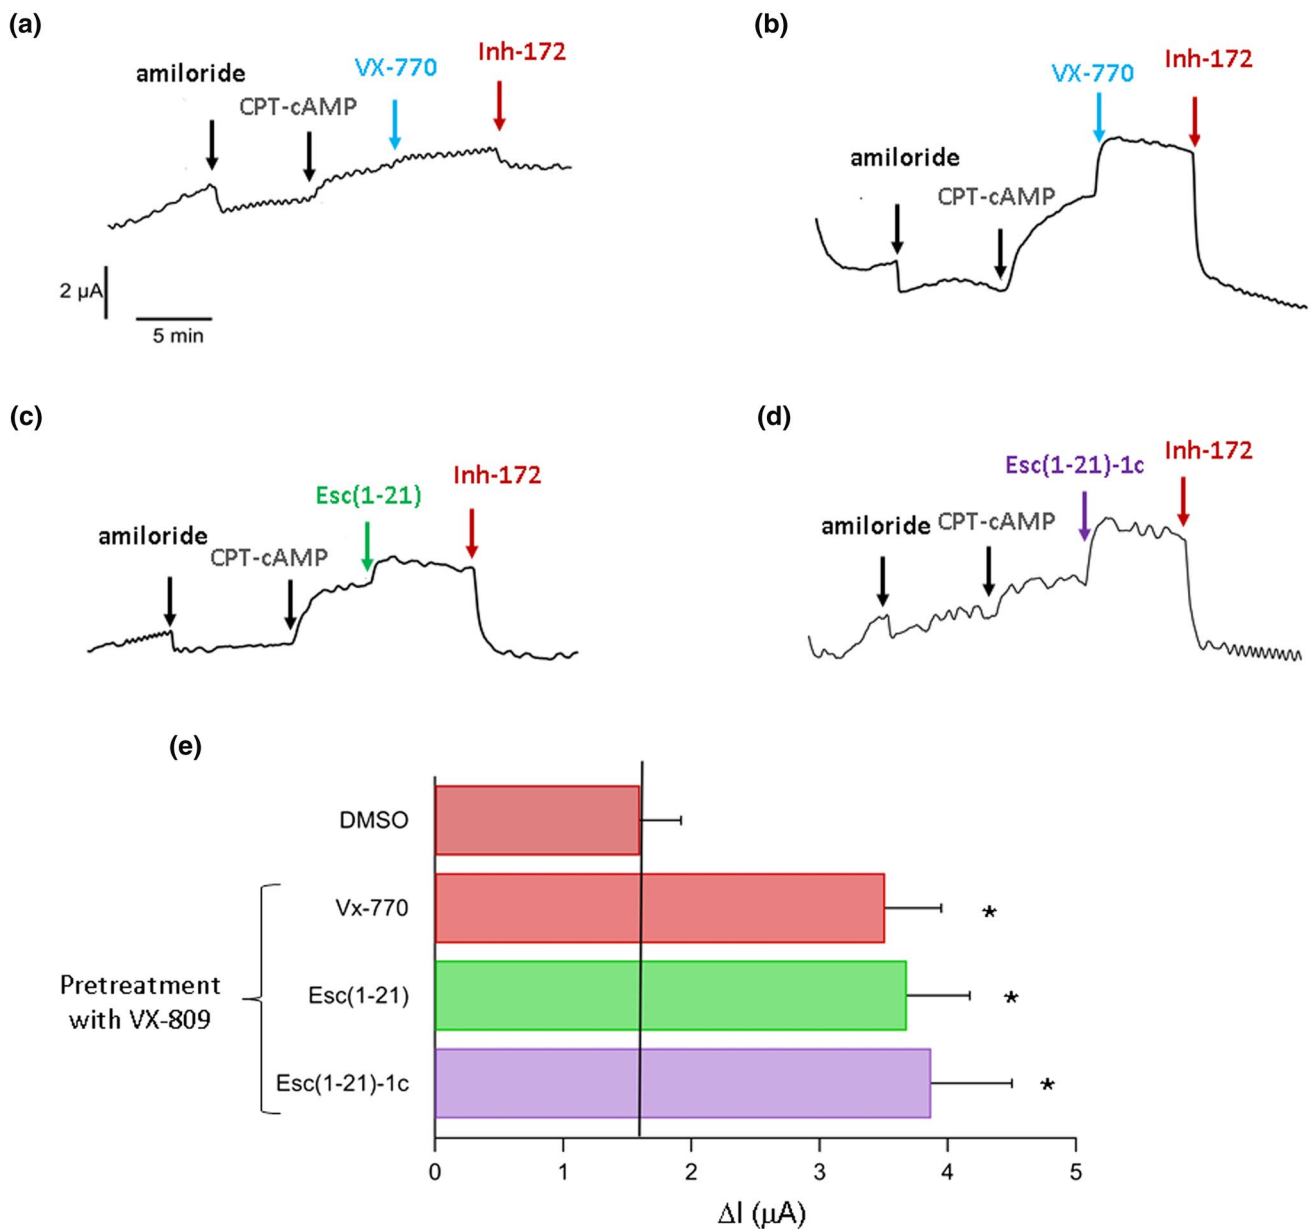 (a)
amiloride
CPT-cAMP
VX-770
Inh-172
2 µA
5 min
(b)
amiloride
CPT-cAMP
VX-770
Inh-172
(c)
amiloride
CPT-cAMP
Esc(1-21)
Inh-172
(d)
amiloride
CPT-cAMP
Esc(1-21)-1c
Inh-172
(e)
DMSO
Vx-770
*
Esc(1-21)
*
Esc(1-21)-1c
*
Pretreatment
with VX-809
0 1 2 3 4 5
ΔI (µA)